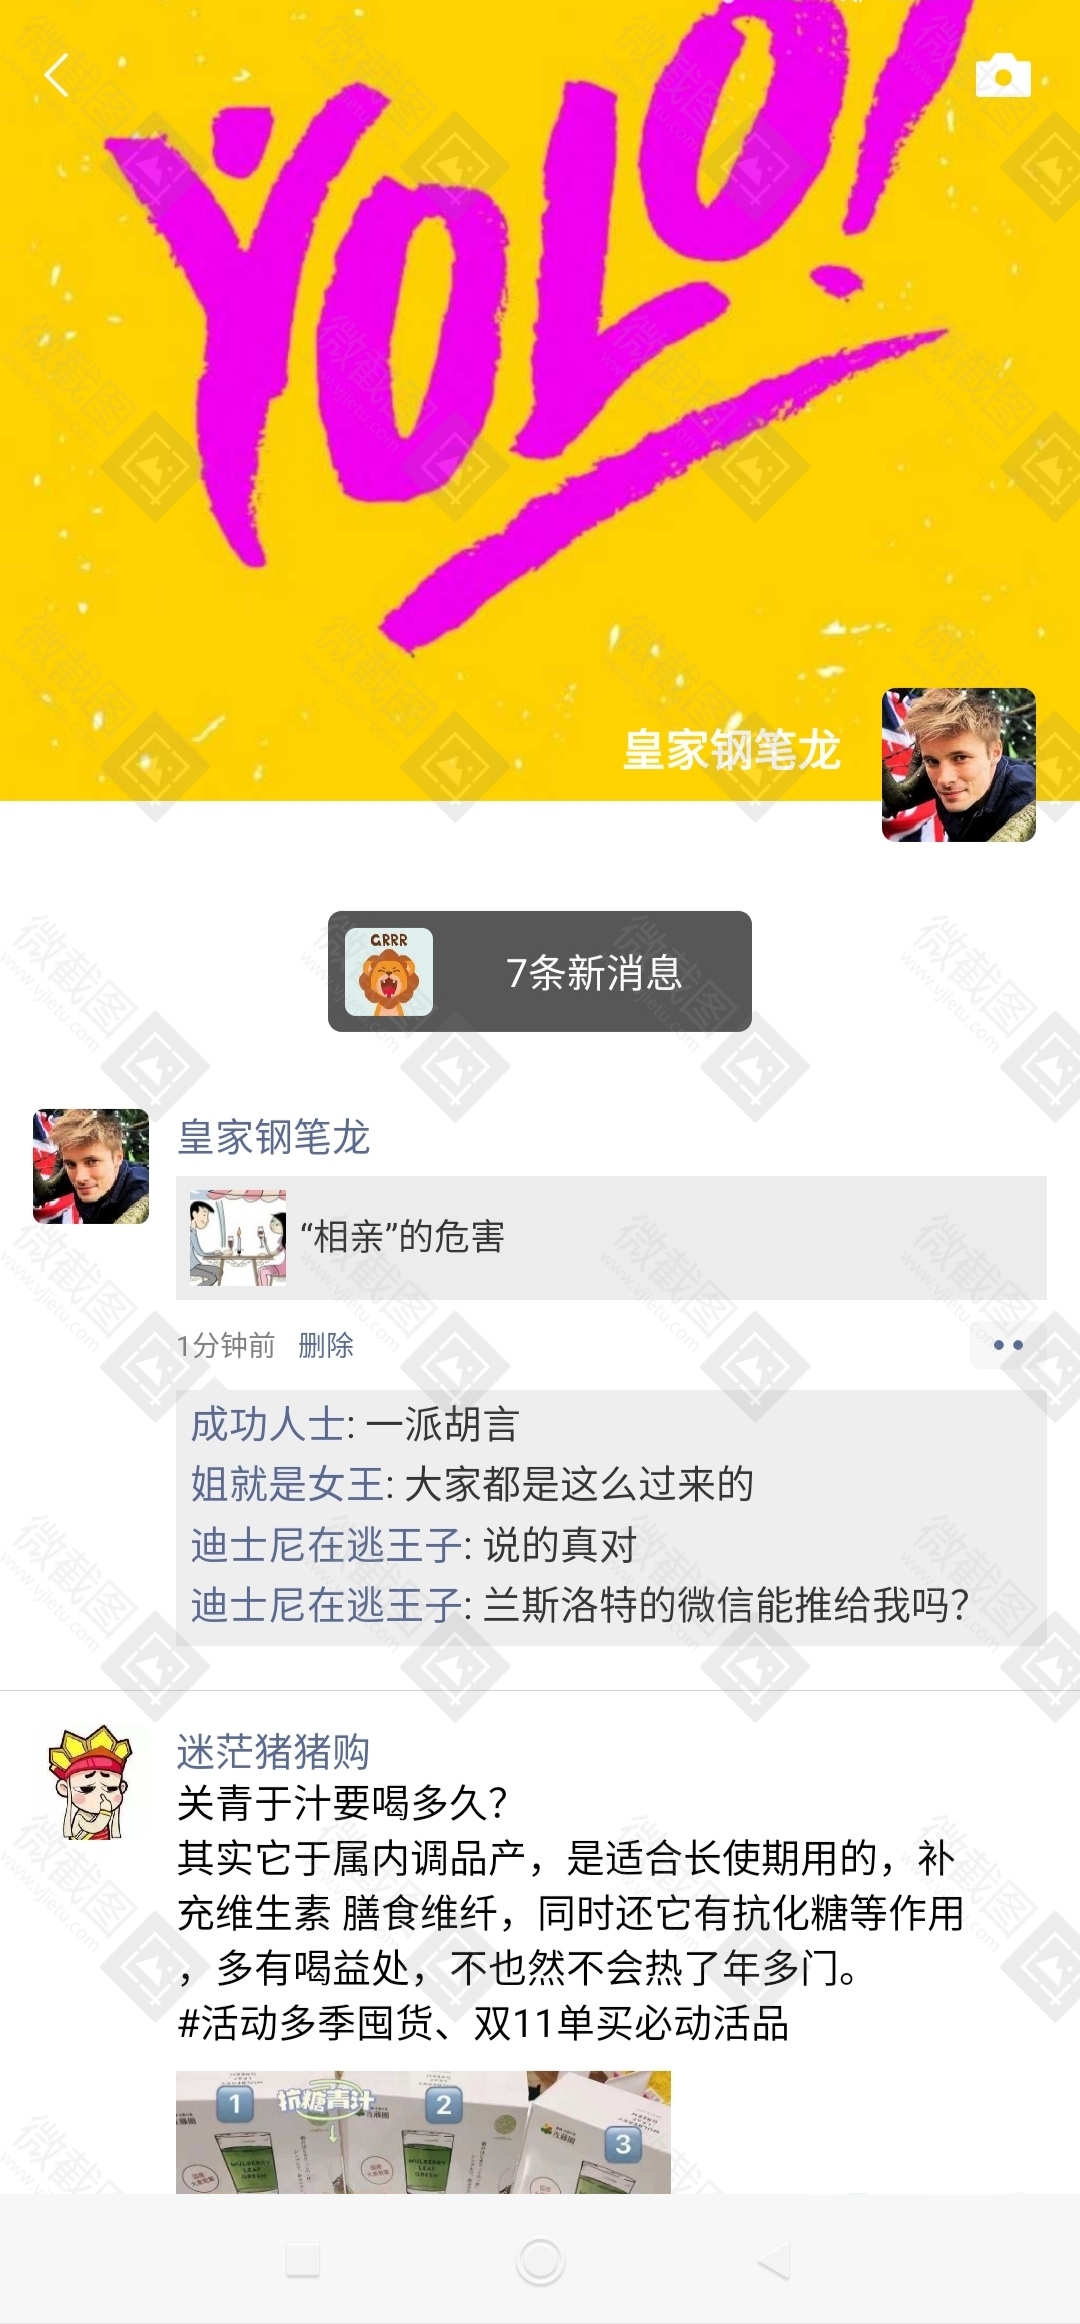 YOLO!
皇家钢笔龙
GRRR
7条新消息
皇家钢笔龙
“相亲”的危害
1分钟前 删除
成功人士: 一派胡言
姐就是女王: 大家都是这么过来的
迪士尼在逃王子: 说的真对
迪士尼在逃王子: 兰斯洛特的微信能推给我吗?
迷茫猪猪购
关青于汁要喝多久?
其实它于属内调品产，是适合长使期用的，补
充维生素 膳食维纤，同时还它有抗化糖等作用
，多有喝益处，不也然不会热了年多门。
#活动多季囤货、双11单买必动活品
1 抗糖青汁 2
3
MULBERRY
LEAF
GREEN
MULBERRY
LEAF
GREEN
微截图
www.vjietu.com